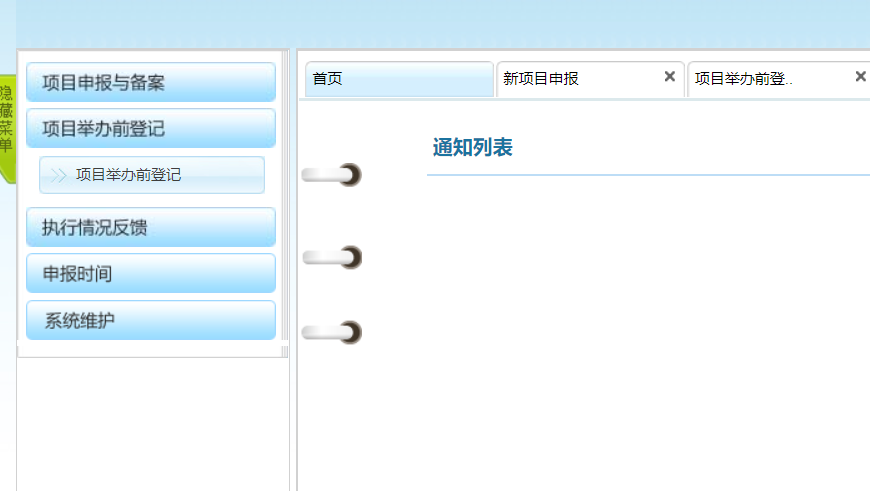 隐藏菜单
项目申报与备案
项目举办前登记
项目举办前登记
执行情况反馈
申报时间
系统维护
首页
新项目申报
项目举办前登..
通知列表